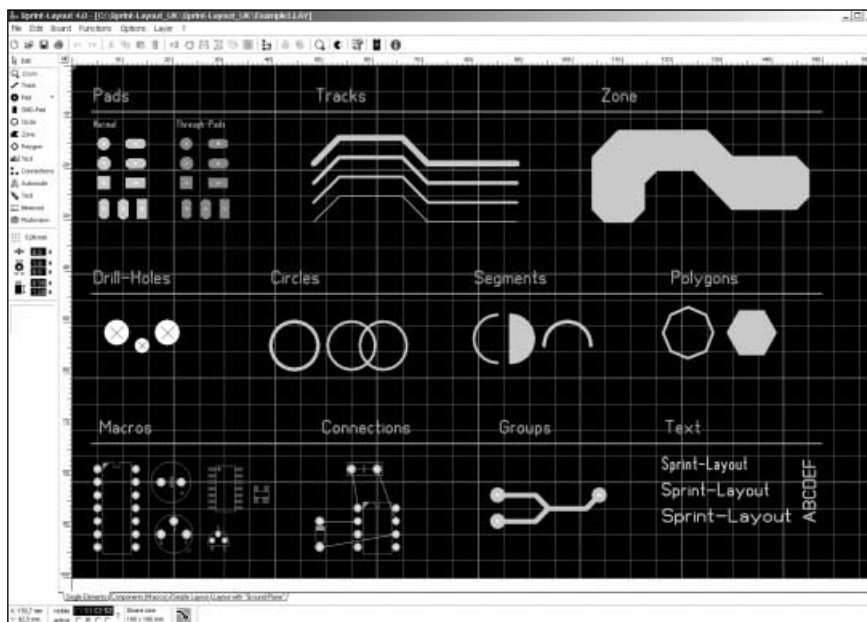 Sprint-Layout 4.0 - [C:\Sprint-Layout_UK\Sprint-Layout_UK\Example1.LAY]
File Edit Board Functions Options Layer ?
Edit
Zoom
Track
Pad
SMD-Pad
Circle
Zone
Polygon
Text
Connections
Autoroute
Test
Measure
Photoview
Pads
Tracks
Zone
Normal
Through-Pads
Drill-Holes
Circles
Segments
Polygons
Macros
Connections
Groups
Text
Sprint-Layout
Sprint-Layout
Sprint-Layout
ABCDEF
Single Elements Components (Macros) Simple Layout Layout with "Ground-Plane"
visible
Board size